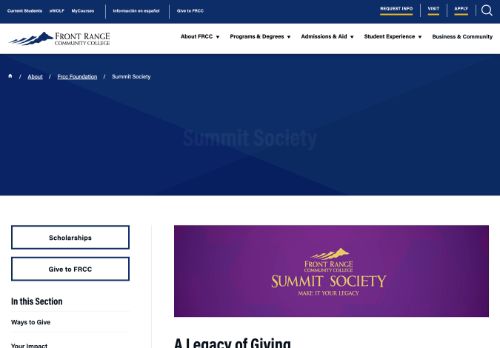 Current Students eWOLF MyCourses Información en español Give to FRCC REQUEST INFO VISIT APPLY
FRONT RANGE
COMMUNITY COLLEGE
About FRCC ▼ Programs & Degrees ▼ Admissions & Aid ▼ Student Experience ▼ Business & Community
/ About / Frcc Foundation / Summit Society
Summit Society
Scholarships
Give to FRCC
In this Section
Ways to Give
Your Impact
FRONT RANGE
COMMUNITY COLLEGE
SUMMIT SOCIETY
MAKE IT YOUR LEGACY
A Legacy of Giving